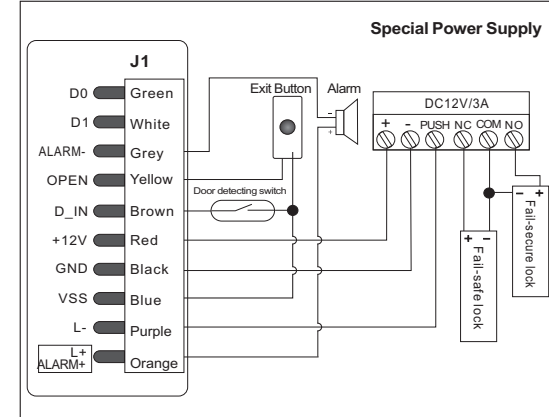 Special Power Supply
J1
D0 Green
D1 White
ALARM- Grey
OPEN Yellow
D_IN Brown
+12V Red
GND Black
VSS Blue
L- Purple
L+
ALARM+ Orange
Exit Button
Alarm
-
+
Door detecting switch
DC12V/3A
+ - PUSH NC COM NO
+ -
Fail-safe lock
- +
Fail-secure lock